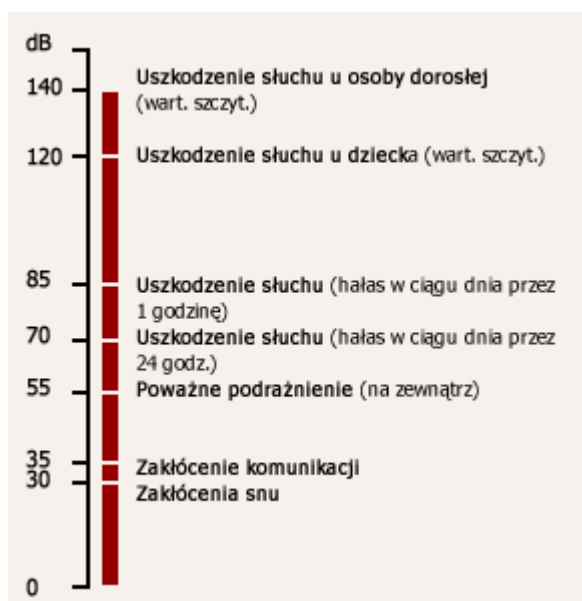 dB
140
Uszkodzenie słuchu u osoby dorosłej
(wart. szczyt.)
120
Uszkodzenie słuchu u dziecka (wart. szczyt.)
85
Uszkodzenie słuchu (hałas w ciągu dnia przez
1 godzinę)
70
Uszkodzenie słuchu (hałas w ciągu dnia przez
24 godz.)
55
Poważne podrażnienie (na zewnątrz)
35
Zakłócenie komunikacji
30
Zakłócenia snu
0